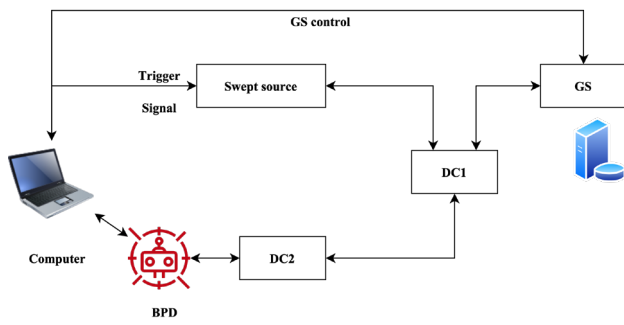 GS control
Trigger
Swept source
GS
Signal
DC1
Computer
DC2
BPD